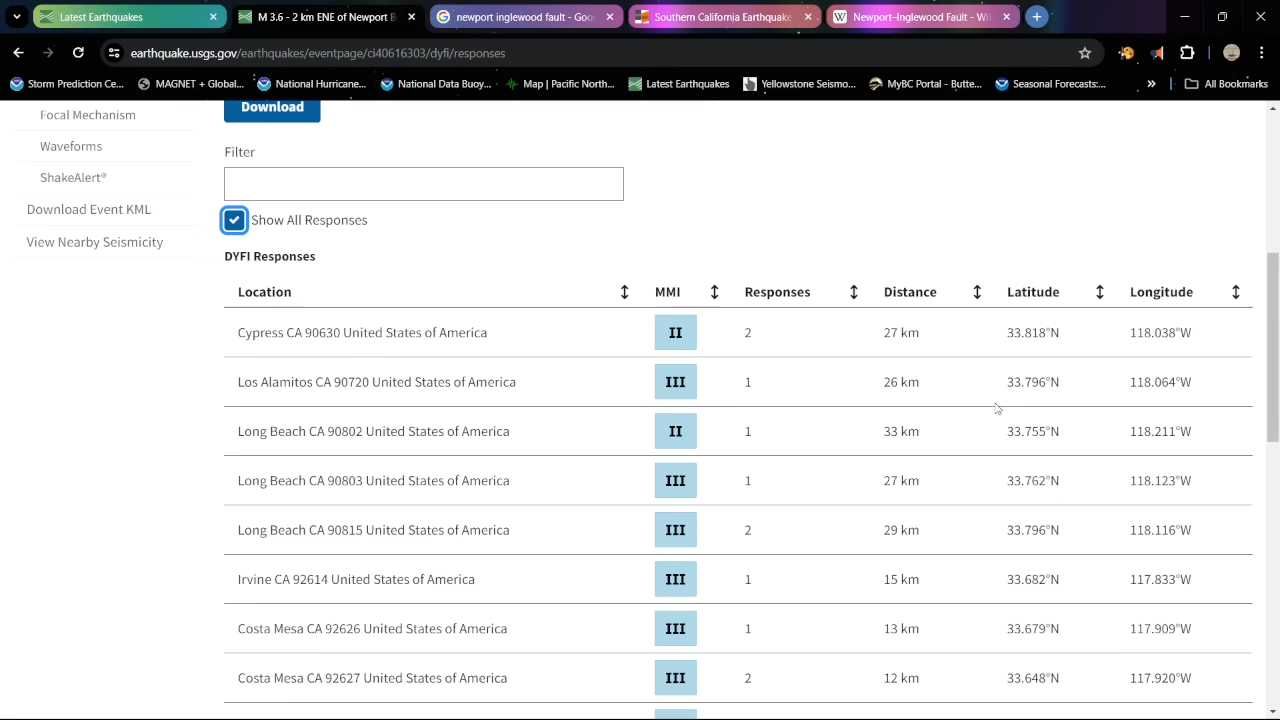 Latest Earthquakes
M 3.6 - 2 km ENE of Newport B
newport inglewood fault - Goo
Southern California Earthquake
Newport–Inglewood Fault - Wi
earthquake.usgs.gov/earthquakes/eventpage/ci40616303/dyfi/responses
Storm Prediction Ce... MAGNET + Global... National Hurricane... National Data Buoy... Map | Pacific North... Latest Earthquakes Yellowstone Seismo... MyBC Portal - Butte... Seasonal Forecasts:... » All Bookmarks
Focal Mechanism
Waveforms
ShakeAlert®
Download Event KML
View Nearby Seismicity
Download
Filter
Show All Responses
DYFI Responses
Location MMI Responses Distance Latitude Longitude
Cypress CA 90630 United States of America II 2 27 km 33.818°N 118.038°W
Los Alamitos CA 90720 United States of America III 1 26 km 33.796°N 118.064°W
Long Beach CA 90802 United States of America II 1 33 km 33.755°N 118.211°W
Long Beach CA 90803 United States of America III 1 27 km 33.762°N 118.123°W
Long Beach CA 90815 United States of America III 2 29 km 33.796°N 118.116°W
Irvine CA 92614 United States of America III 1 15 km 33.682°N 117.833°W
Costa Mesa CA 92626 United States of America III 1 13 km 33.679°N 117.909°W
Costa Mesa CA 92627 United States of America III 2 12 km 33.648°N 117.920°W